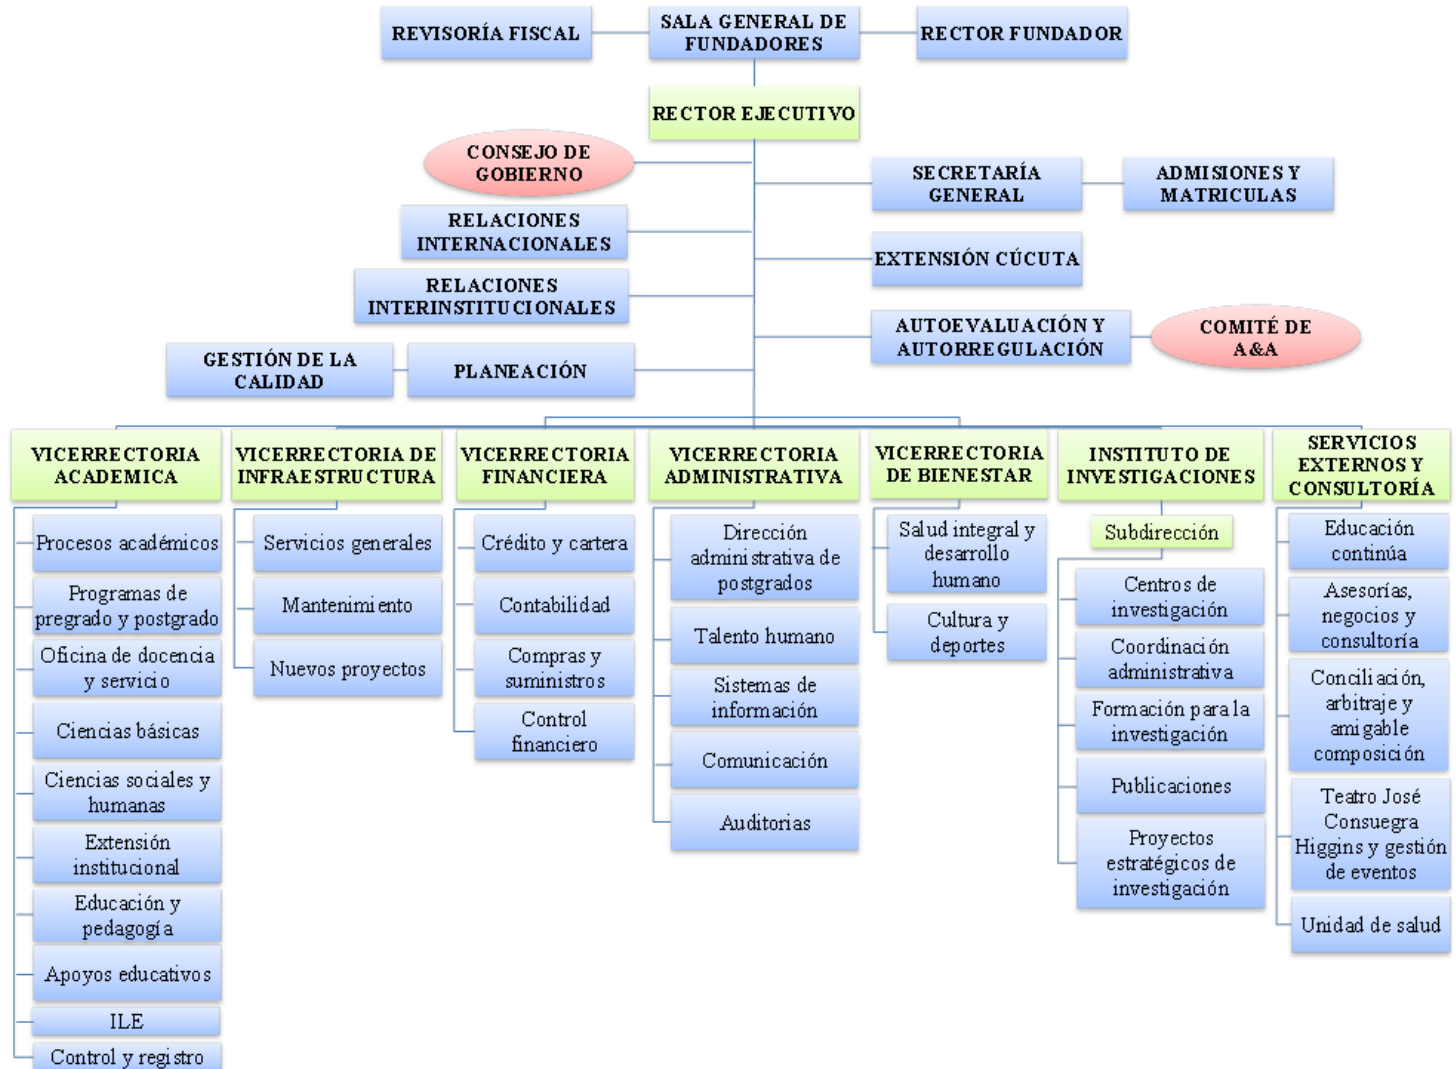 REVISORÍA FISCAL
SALA GENERAL DE
FUNDADORES
RECTOR FUNDADOR
RECTOR EJECUTIVO
CONSEJO DE
GOBIERNO
SECRETARÍA
GENERAL
ADMISIONES Y
MATRICULAS
RELACIONES
INTERNACIONALES
EXTENSIÓN CÚCUTA
RELACIONES
INTERINSTITUCIONALES
AUTOEVALUACIÓN Y
AUTORREGULACIÓN
COMITÉ DE
A&A
GESTIÓN DE LA
CALIDAD
PLANEACIÓN
VICERRECTORIA
ACADEMICA
Procesos académicos
Programas de
pregrado y postgrado
Oficina de docencia
y servicio
Ciencias básicas
Ciencias sociales y
humanas
Extensión
institucional
Educación y
pedagogía
Apoyos educativos
ILE
Control y registro
VICERRECTORIA DE
INFRAESTRUCTURA
Servicios generales
Mantenimiento
Nuevos proyectos
VICERRECTORIA
FINANCIERA
Crédito y cartera
Contabilidad
Compras y
suministros
Control
financiero
VICERRECTORIA
ADMINISTRATIVA
Dirección
administrativa de
postgrados
Talento humano
Sistemas de
información
Comunicación
Auditorias
VICERRECTORIA
DE BIENESTAR
Salud integral y
desarrollo
humano
Cultura y
deportes
INSTITUTO DE
INVESTIGACIONES
Subdirección
Centros de
investigación
Coordinación
administrativa
Formación para la
investigación
Publicaciones
Proyectos
estratégicos de
investigación
SERVICIOS
EXTERNOS Y
CONSULTORÍA
Educación
continúa
Asesorías,
negocios y
consultoría
Conciliación,
arbitraje y
amigable
composición
Teatro José
Consuegra
Higgins y gestión
de eventos
Unidad de salud